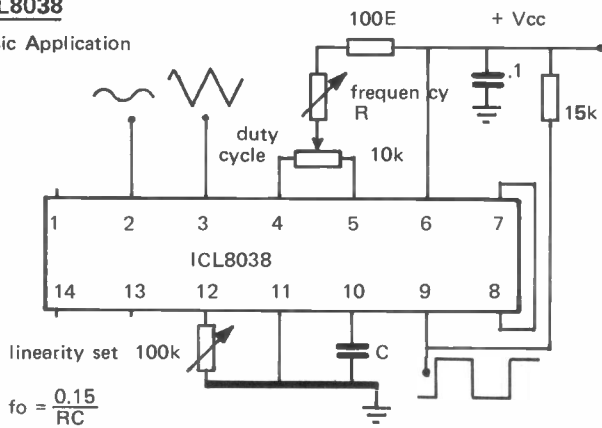 L8038
sic Application
100E
+ Vcc
.1
frequen cy
R
15k
duty
cycle
10k
1 2 3 4 5 6 7
ICL8038
14 13 12 11 10 9 8
linearity set 100k
C
fo = 0.15
RC